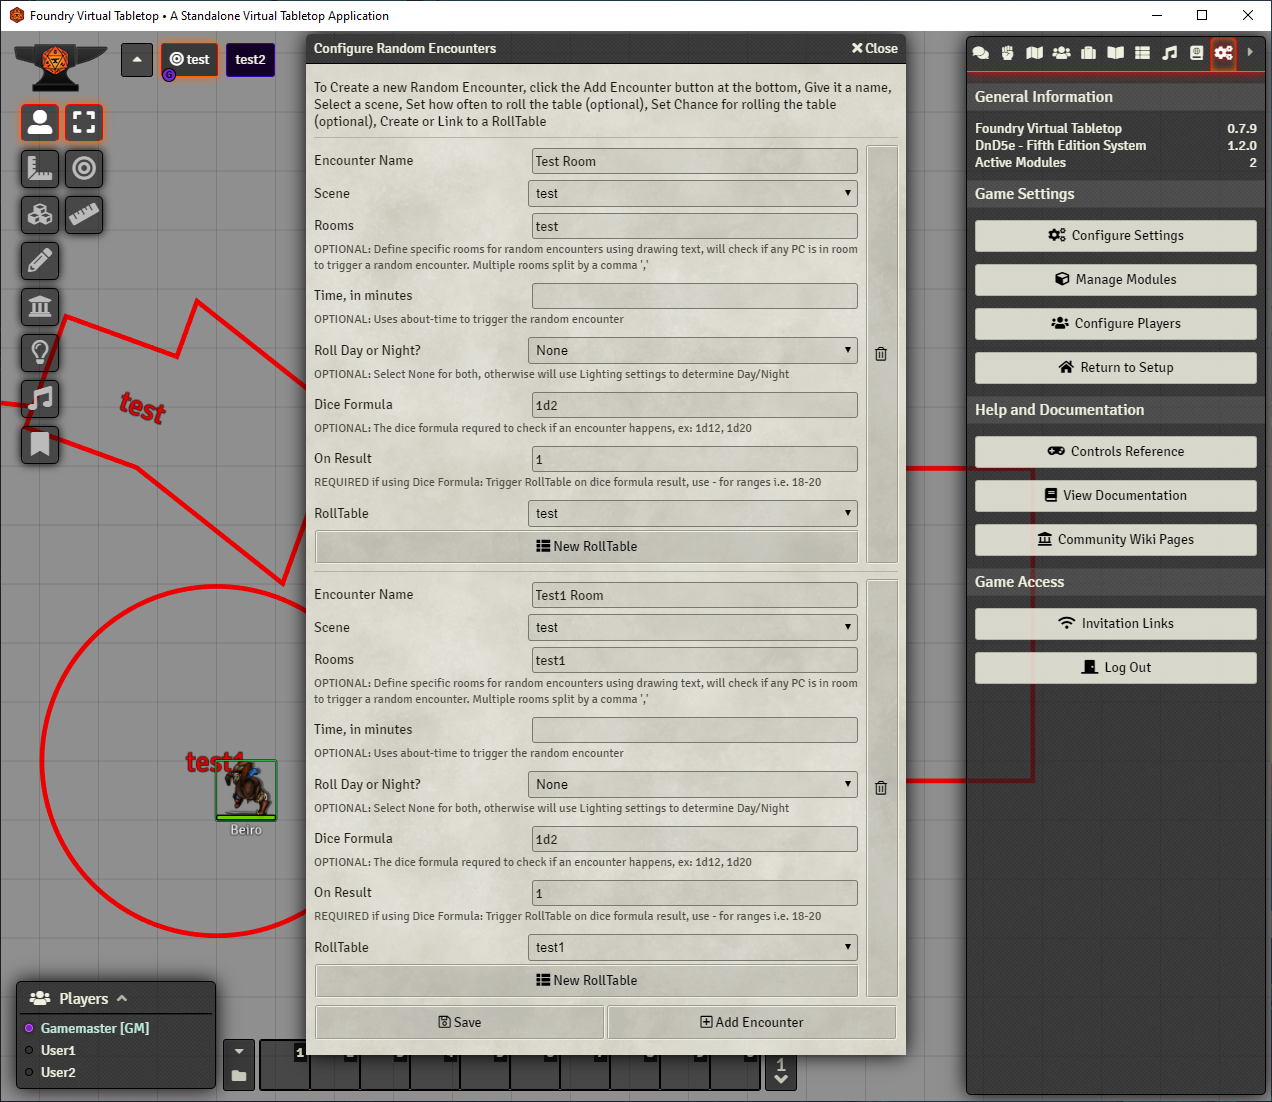 Foundry Virtual Tabletop • A Standalone Virtual Tabletop Application
test
test2
G
Configure Random Encounters
Close
To Create a new Random Encounter, click the Add Encounter button at the bottom, Give it a name,
Select a scene, Set how often to roll the table (optional), Set Chance for rolling the table
(optional), Create or Link to a RollTable
Encounter Name
Test Room
Scene
test
Rooms
test
OPTIONAL: Define specific rooms for random encounters using drawing text, will check if any PC is in room
to trigger a random encounter. Multiple rooms split by a comma ','
Time, in minutes
OPTIONAL: Uses about-time to trigger the random encounter
Roll Day or Night?
None
OPTIONAL: Select None for both, otherwise will use Lighting settings to determine Day/Night
Dice Formula
1d2
OPTIONAL: The dice formula requred to check if an encounter happens, ex: 1d12, 1d20
On Result
1
REQUIRED if using Dice Formula: Trigger RollTable on dice formula result, use - for ranges i.e. 18-20
RollTable
test
New RollTable
Encounter Name
Test1 Room
Scene
test
Rooms
test1
OPTIONAL: Define specific rooms for random encounters using drawing text, will check if any PC is in room
to trigger a random encounter. Multiple rooms split by a comma ','
Time, in minutes
OPTIONAL: Uses about-time to trigger the random encounter
Roll Day or Night?
None
OPTIONAL: Select None for both, otherwise will use Lighting settings to determine Day/Night
Dice Formula
1d2
OPTIONAL: The dice formula requred to check if an encounter happens, ex: 1d12, 1d20
On Result
1
REQUIRED if using Dice Formula: Trigger RollTable on dice formula result, use - for ranges i.e. 18-20
RollTable
test1
New RollTable
Save
Add Encounter
General Information
Foundry Virtual Tabletop 0.7.9
DnD5e - Fifth Edition System 1.2.0
Active Modules 2
Game Settings
Configure Settings
Manage Modules
Configure Players
Return to Setup
Help and Documentation
Controls Reference
View Documentation
Community Wiki Pages
Game Access
Invitation Links
Log Out
test
test1
Beiro
Players
Gamemaster [GM]
User1
User2
1
1